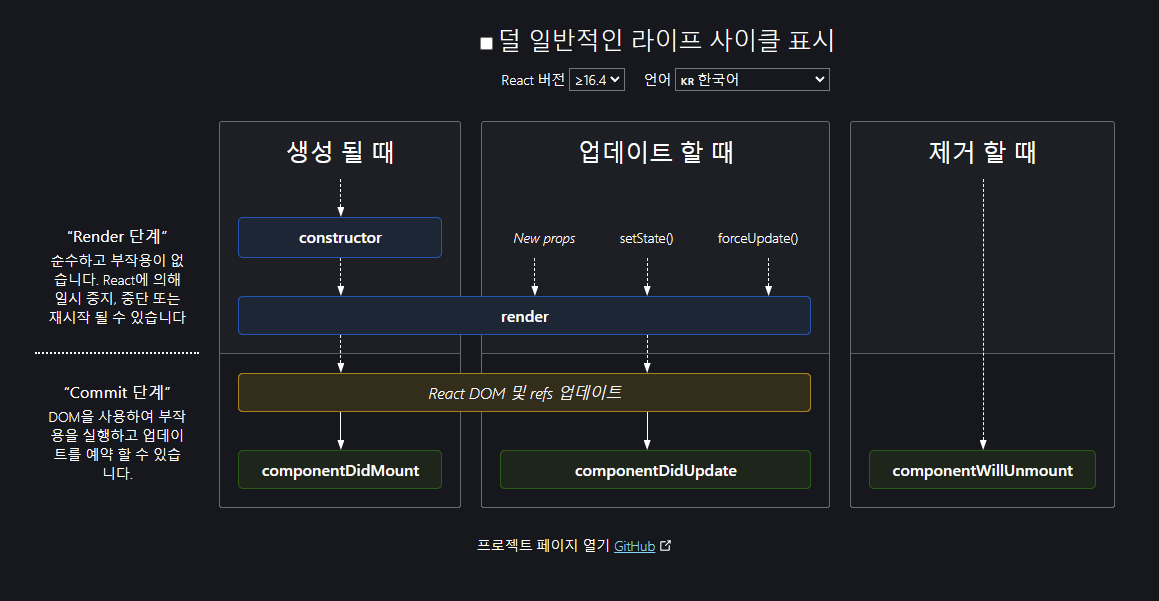 덜 일반적인 라이프 사이클 표시
React 버전 ≥16.4 언어 KR 한국어
생성 될 때
업데이트 할 때
제거 할 때
“Render 단계”
순수하고 부작용이 없
습니다. React에 의해
일시 중지, 중단 또는
재시작 될 수 있습니다
constructor
New props
setState()
forceUpdate()
render
“Commit 단계”
DOM을 사용하여 부작
용을 실행하고 업데이
트를 예약 할 수 있습
니다.
React DOM 및 refs 업데이트
componentDidMount
componentDidUpdate
componentWillUnmount
프로젝트 페이지 열기 GitHub